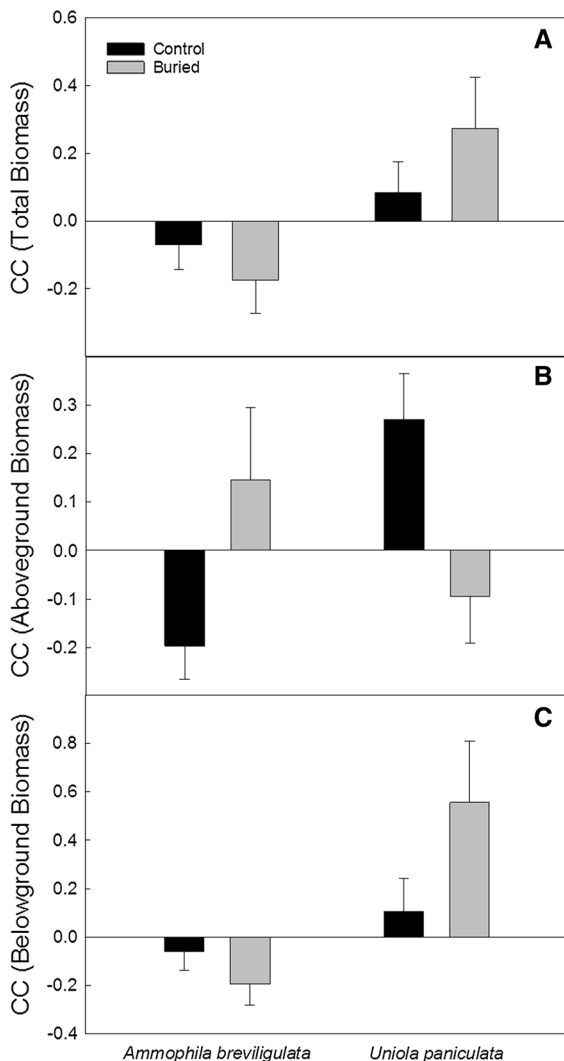 A
Control
Buried
CC (Total Biomass)
0.6
0.4
0.2
0.0
-0.2
B
CC (Aboveground Biomass)
0.3
0.2
0.1
0.0
-0.1
-0.2
C
CC (Belowground Biomass)
0.8
0.6
0.4
0.2
0.0
-0.2
-0.4
Ammophila breviligulata Uniola paniculata